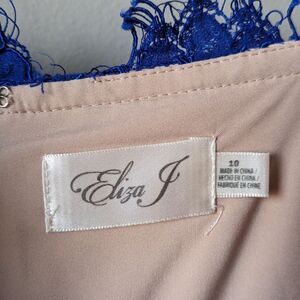 Eliza J
10
MADE IN CHINA /
HECHO EN CHINA /
FABRIQUÉ EN CHINE